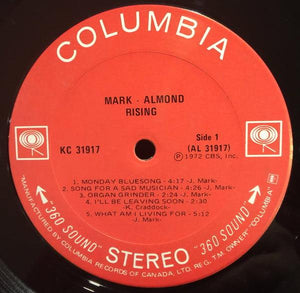 COLUMBIA
MARK - ALMOND
RISING
KC 31917
Side 1
(AL 31917)
℗ 1972 CBS, Inc.
1. MONDAY BLUESONG - 4:17 -J. Mark-
2. SONG FOR A SAD MUSICIAN - 4:26 -J. Mark-
3. ORGAN GRINDER - 2:24 -J. Mark-
4. I'LL BE LEAVING SOON - 2:30
-K. Craddock-
5. WHAT AM I LIVING FOR - 5:12
-J. Mark-
"360 SOUND" STEREO "360 SOUND"
"MANUFACTURED BY COLUMBIA RECORDS OF CANADA, LTD. REG. T.M. OWNER" "COLUMBIA"